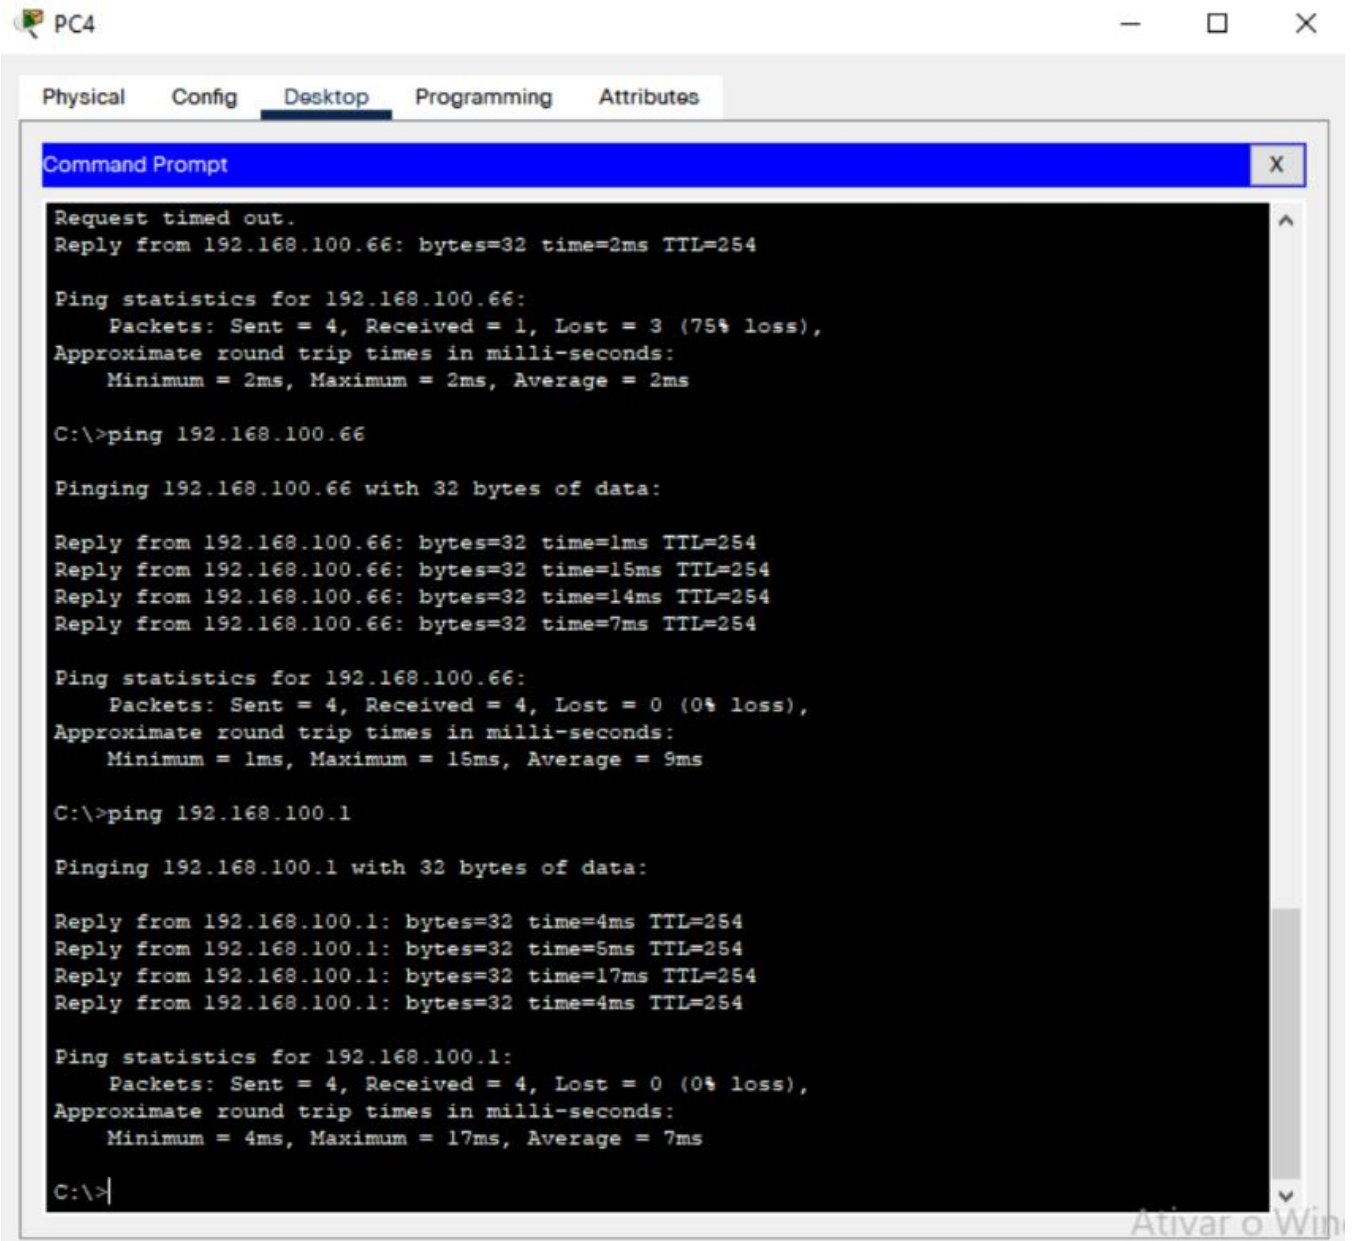 PC4
Physical Config Desktop Programming Attributes
Command Prompt X
Request timed out.
Reply from 192.168.100.66: bytes=32 time=2ms TTL=254
Ping statistics for 192.168.100.66:
Packets: Sent = 4, Received = 1, Lost = 3 (75% loss),
Approximate round trip times in milli-seconds:
Minimum = 2ms, Maximum = 2ms, Average = 2ms
C:\>ping 192.168.100.66
Pinging 192.168.100.66 with 32 bytes of data:
Reply from 192.168.100.66: bytes=32 time=1ms TTL=254
Reply from 192.168.100.66: bytes=32 time=15ms TTL=254
Reply from 192.168.100.66: bytes=32 time=14ms TTL=254
Reply from 192.168.100.66: bytes=32 time=7ms TTL=254
Ping statistics for 192.168.100.66:
Packets: Sent = 4, Received = 4, Lost = 0 (0% loss),
Approximate round trip times in milli-seconds:
Minimum = 1ms, Maximum = 15ms, Average = 9ms
C:\>ping 192.168.100.1
Pinging 192.168.100.1 with 32 bytes of data:
Reply from 192.168.100.1: bytes=32 time=4ms TTL=254
Reply from 192.168.100.1: bytes=32 time=5ms TTL=254
Reply from 192.168.100.1: bytes=32 time=17ms TTL=254
Reply from 192.168.100.1: bytes=32 time=4ms TTL=254
Ping statistics for 192.168.100.1:
Packets: Sent = 4, Received = 4, Lost = 0 (0% loss),
Approximate round trip times in milli-seconds:
Minimum = 4ms, Maximum = 17ms, Average = 7ms
C:\>
Ativar o Win